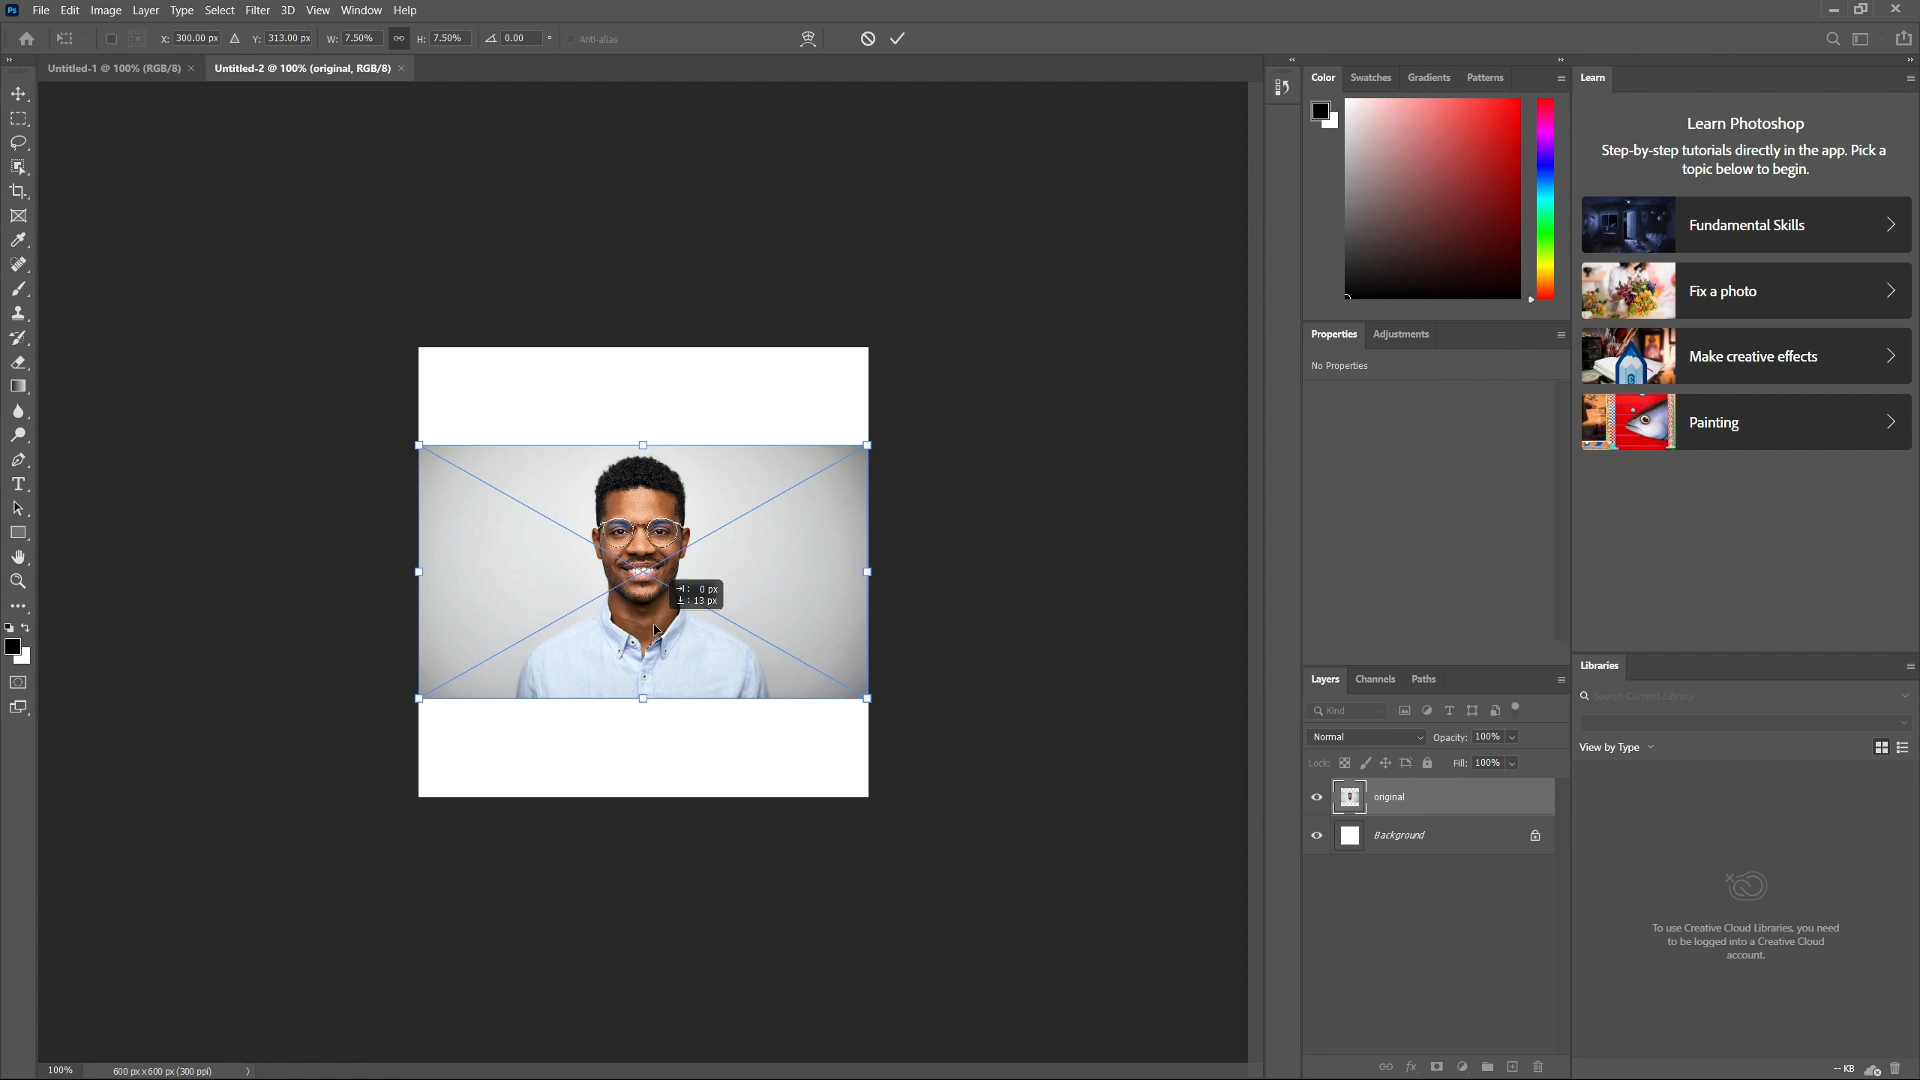 Ps File Edit Image Layer Type Select Filter 3D View Window Help
X: 300.00 px Y: 313.00 px W: 7.50% H: 7.50% 0.00 ° Anti-alias
Untitled-1 @ 100% (RGB/8) × Untitled-2 @ 100% (original, RGB/8) ×
Color Swatches Gradients Patterns
Learn
Learn Photoshop
Step-by-step tutorials directly in the app. Pick a
topic below to begin.
Fundamental Skills
Fix a photo
Make creative effects
Painting
Properties Adjustments
No Properties
: 0 px
: 13 px
Layers Channels Paths
Kind
Normal Opacity: 100%
Lock: Fill: 100%
original
Background
Libraries
Search Current Library
View by Type
To use Creative Cloud Libraries, you need
to be logged into a Creative Cloud
account.
-- KB
100% 600 px x 600 px (300 ppi)